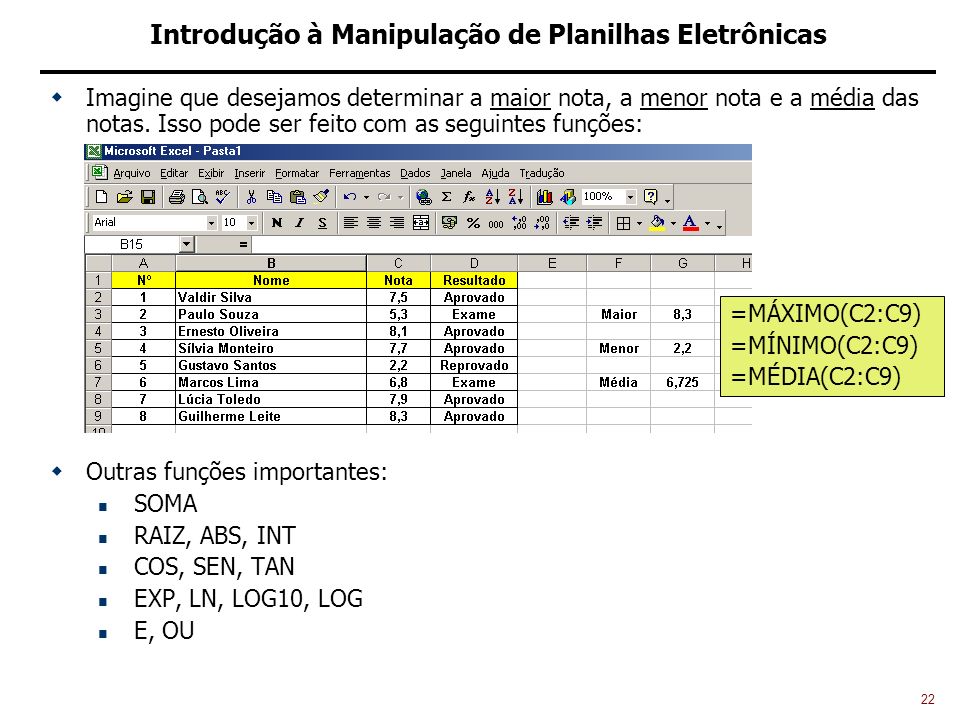 Introdução à Manipulação de Planilhas Eletrônicas
Imagine que desejamos determinar a maior nota, a menor nota e a média das
notas. Isso pode ser feito com as seguintes funções:
Microsoft Excel - Pasta1
Arquivo Editar Exibir Inserir Formatar Ferramentas Dados Janela Ajuda Tradução
100%
Arial 10 N I S % 000
B15 =
A B C D E F G H
1 Nº Nome Nota Resultado
2 1 Valdir Silva 7,5 Aprovado
3 2 Paulo Souza 5,3 Exame Maior 8,3
4 3 Ernesto Oliveira 8,1 Aprovado
5 4 Sílvia Monteiro 7,7 Aprovado Menor 2,2
6 5 Gustavo Santos 2,2 Reprovado
7 6 Marcos Lima 6,8 Exame Média 6,725
8 7 Lúcia Toledo 7,9 Aprovado
9 8 Guilherme Leite 8,3 Aprovado
10
=MÁXIMO(C2:C9)
=MÍNIMO(C2:C9)
=MÉDIA(C2:C9)
Outras funções importantes:
SOMA
RAIZ, ABS, INT
COS, SEN, TAN
EXP, LN, LOG10, LOG
E, OU
22